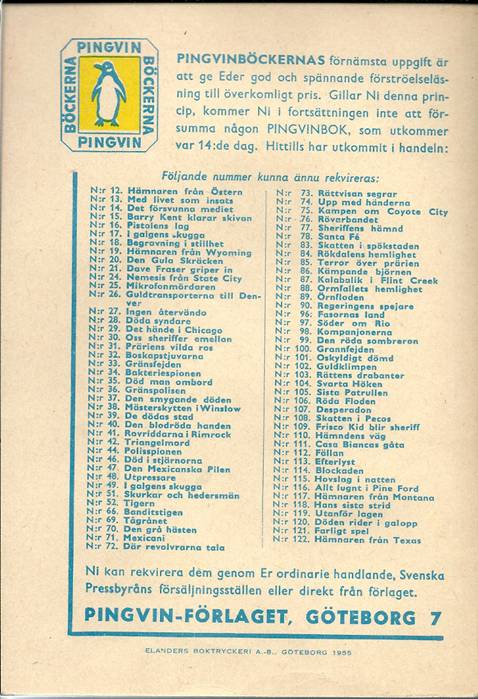 PINGVIN
BÖCKERNA
BÖCKERNA
PINGVIN
PINGVINBÖCKERNAS förnämsta uppgift är
att ge Eder god och spännande förströelseläs-
ning till överkomligt pris. Gillar Ni denna prin-
cip, kommer Ni i fortsättningen inte att för-
summa någon PINGVINBOK, som utkommer
var 14:de dag. Hittills har utkommit i handeln:
Följande nummer kunna ännu rekvireras:
N:r 12. Hämnaren från Östern
N:r 13. Med livet som insats
N:r 14. Det försvunna mediet
N:r 15. Barry Kent klarar skivan
N:r 16. Pistolens lag
N:r 17. I galgens skugga
N:r 18. Begravning i stillhet
N:r 19. Hämnaren från Wyoming
N:r 20. Den Gula Skräcken
N:r 21. Dave Fraser griper in
N:r 24. Nemesis från State City
N:r 25. Mikrofonmördaren
N:r 26. Guldtransporterna till Den-
ver
N:r 27. Ingen återvändo
N:r 28. Döda syndare
N:r 29. Det hände i Chicago
N:r 30. Oss sheriffer emellan
N:r 31. Präriens vilda ros
N:r 32. Boskapstjuvarna
N:r 33. Gränsfejden
N:r 34. Bakteriespionen
N:r 35. Död man ombord
N:r 36. Gränspolisen
N:r 37. Den smygande döden
N:r 38. Mästerskytten i Winslow
N:r 39. De dödas stad
N:r 40. Den blodröda handen
N:r 41. Rovriddarna i Rimrock
N:r 42. Triangelmord
N:r 44. Polisspionen
N:r 46. Död i stjärnorna
N:r 47. Den Mexicanska Pilen
N:r 48. Utpressare
N:r 49. I galgens skugga
N:r 51. Skurkar och hedersmän
N:r 52. Tigern
N:r 66. Banditstigen
N:r 69. Tågrånet
N:r 70. Den grå hästen
N:r 71. Mexicani
N:r 72. Där revolvrarna tala
N:r 73. Rättvisan segrar
N:r 74. Upp med händerna
N:r 75. Kampen om Coyote City
N:r 76. Rövarbandet
N:r 77. Sheriffens hämnd
N:r 78. Santa Fé
N:r 83. Skatten i spökstaden
N:r 84. Rökdalens hemlighet
N:r 85. Terror över prärien
N:r 86. Kämpande björnen
N:r 87. Kalabalik i Flint Creek
N:r 88. Ormfallets hemlighet
N:r 89. Örnfloden
N:r 90. Regeringens spejare
N:r 96. Fasornas land
N:r 97. Söder om Rio
N:r 98. Kompanjonerna
N:r 99. Den röda sombreron
N:r 100. Grannfejden
N:r 101. Oskyldigt dömd
N:r 102. Guldklimpen
N:r 103. Röttens drabanter
N:r 104. Svarta Höken
N:r 105. Sista Patrullen
N:r 106. Röda Floden
N:r 107. Desperadon
N:r 108. Skatten i Pecos
N:r 109. Frisco Kid blir sheriff
N:r 110. Hämndens väg
N:r 111. Casa Biancas gåta
N:r 112. Fällan
N:r 113. Efterlyst
N:r 114. Blockaden
N:r 115. Hovslag i natten
N:r 116. Allt lugnt i Pine Ford
N:r 117. Hämnaren från Montana
N:r 118. Hans sista strid
N:r 119. Utanför lagen
N:r 120. Döden rider i galopp
N:r 121. Farligt spel
N:r 122. Hämnaren från Texas
Ni kan rekvirera dem genom Er ordinarie handlande, Svenska
Pressbyråns försäljningsställen eller direkt från förlaget.
PINGVIN-FÖRLAGET, GÖTEBORG 7
ELANDERS BOKTRYCKERI A.-B., GÖTEBORG 1955